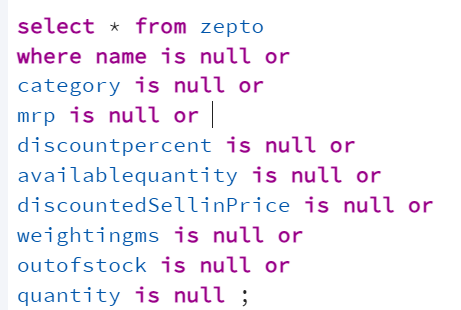 select * from zepto
where name is null or
category is null or
mrp is null or
discountpercent is null or
availablequantity is null or
discountedSellinPrice is null or
weightingms is null or
outofstock is null or
quantity is null ;